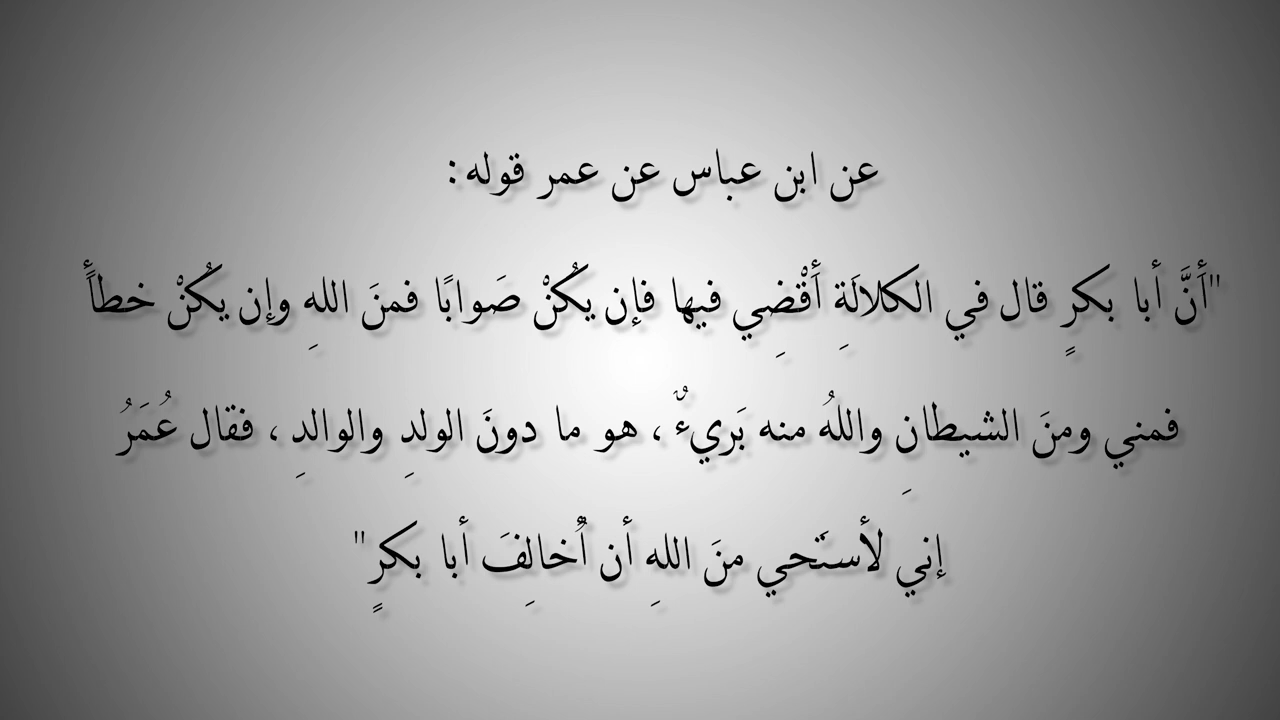 عن ابن عباس عن عمر قوله :
"أَنَّ أبا بكرٍ قال في الكلالَةِ أَقْضِي فيها فإن يكُنْ صَوابًا فمنَ اللهِ وإن يكُنْ خطأً
فمني ومنَ الشيطانِ واللهُ منه بَريءٌ ، هو ما دونَ الولدِ والوالدِ ، فقال عُمَرُ
إني لأستَحي منَ اللهِ أن أُخالِفَ أبا بكرٍ"